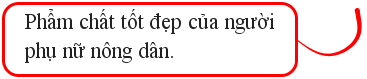 Phẩm chất tốt đẹp của người
phụ nữ nông dân.